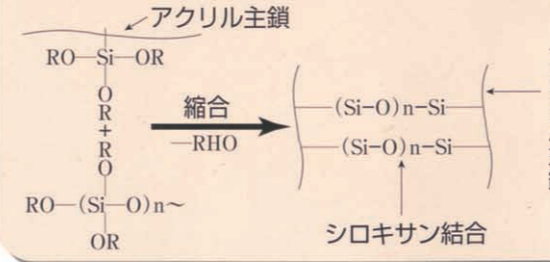 アクリル主鎖
RO—Si—OR
O
R
+
R
O
RO—(Si—O)n~
OR
縮合
—RHO
—(Si-O)n-Si—
—(Si-O)n-Si—
シロキサン結合